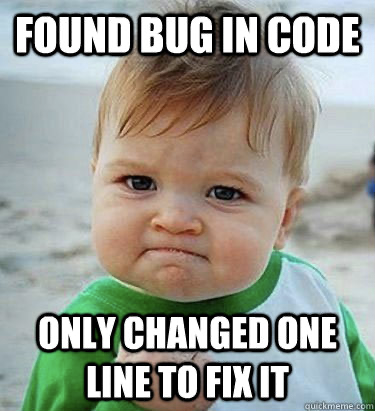 FOUND BUG IN CODE
ONLY CHANGED ONE
LINE TO FIX IT
quickmeme.com